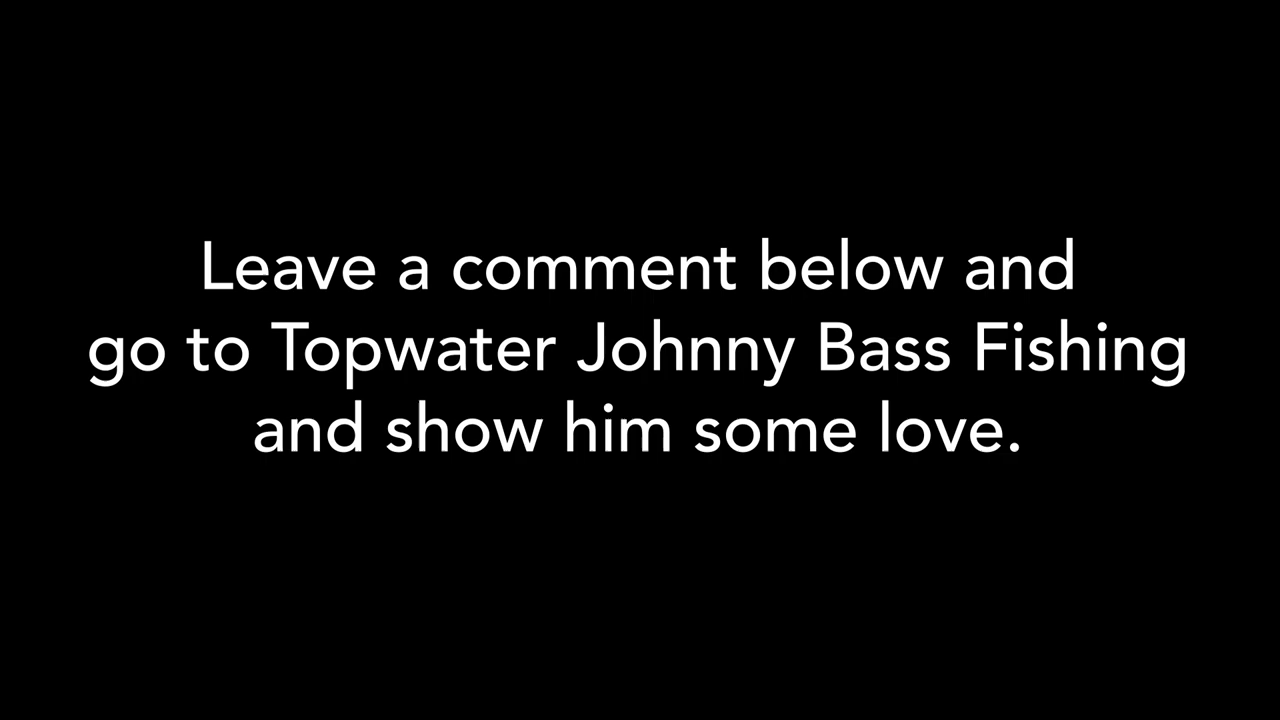 Leave a comment below and
go to Topwater Johnny Bass Fishing
and show him some love.